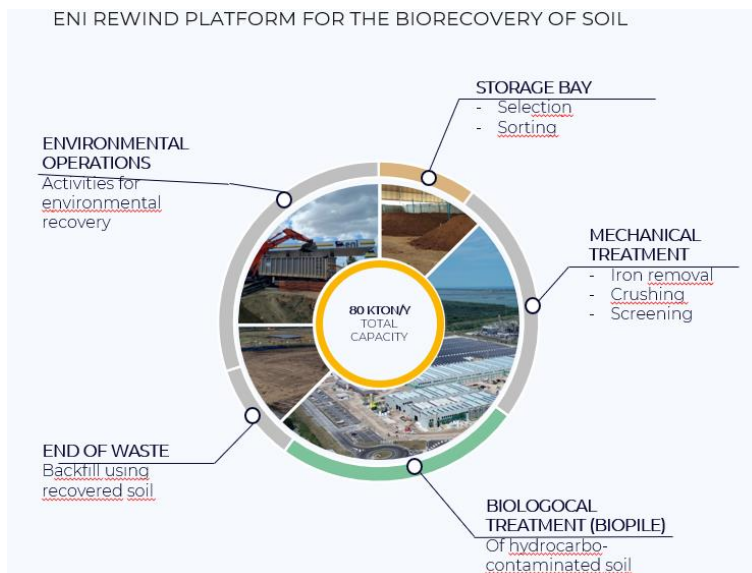 ENI REWIND PLATFORM FOR THE BIORECOVERY OF SOIL
STORAGE BAY
- Selection
- Sorting
ENVIRONMENTAL
OPERATIONS
Activities for
environmental
recovery
MECHANICAL
TREATMENT
- Iron removal
- Crushing
- Screening
80 KTON/Y
TOTAL
CAPACITY
END OF WASTE
Backfill using
recovered soil
BIOLOGOCAL
TREATMENT (BIOPILE)
Of hydrocarbo-
contaminated soil